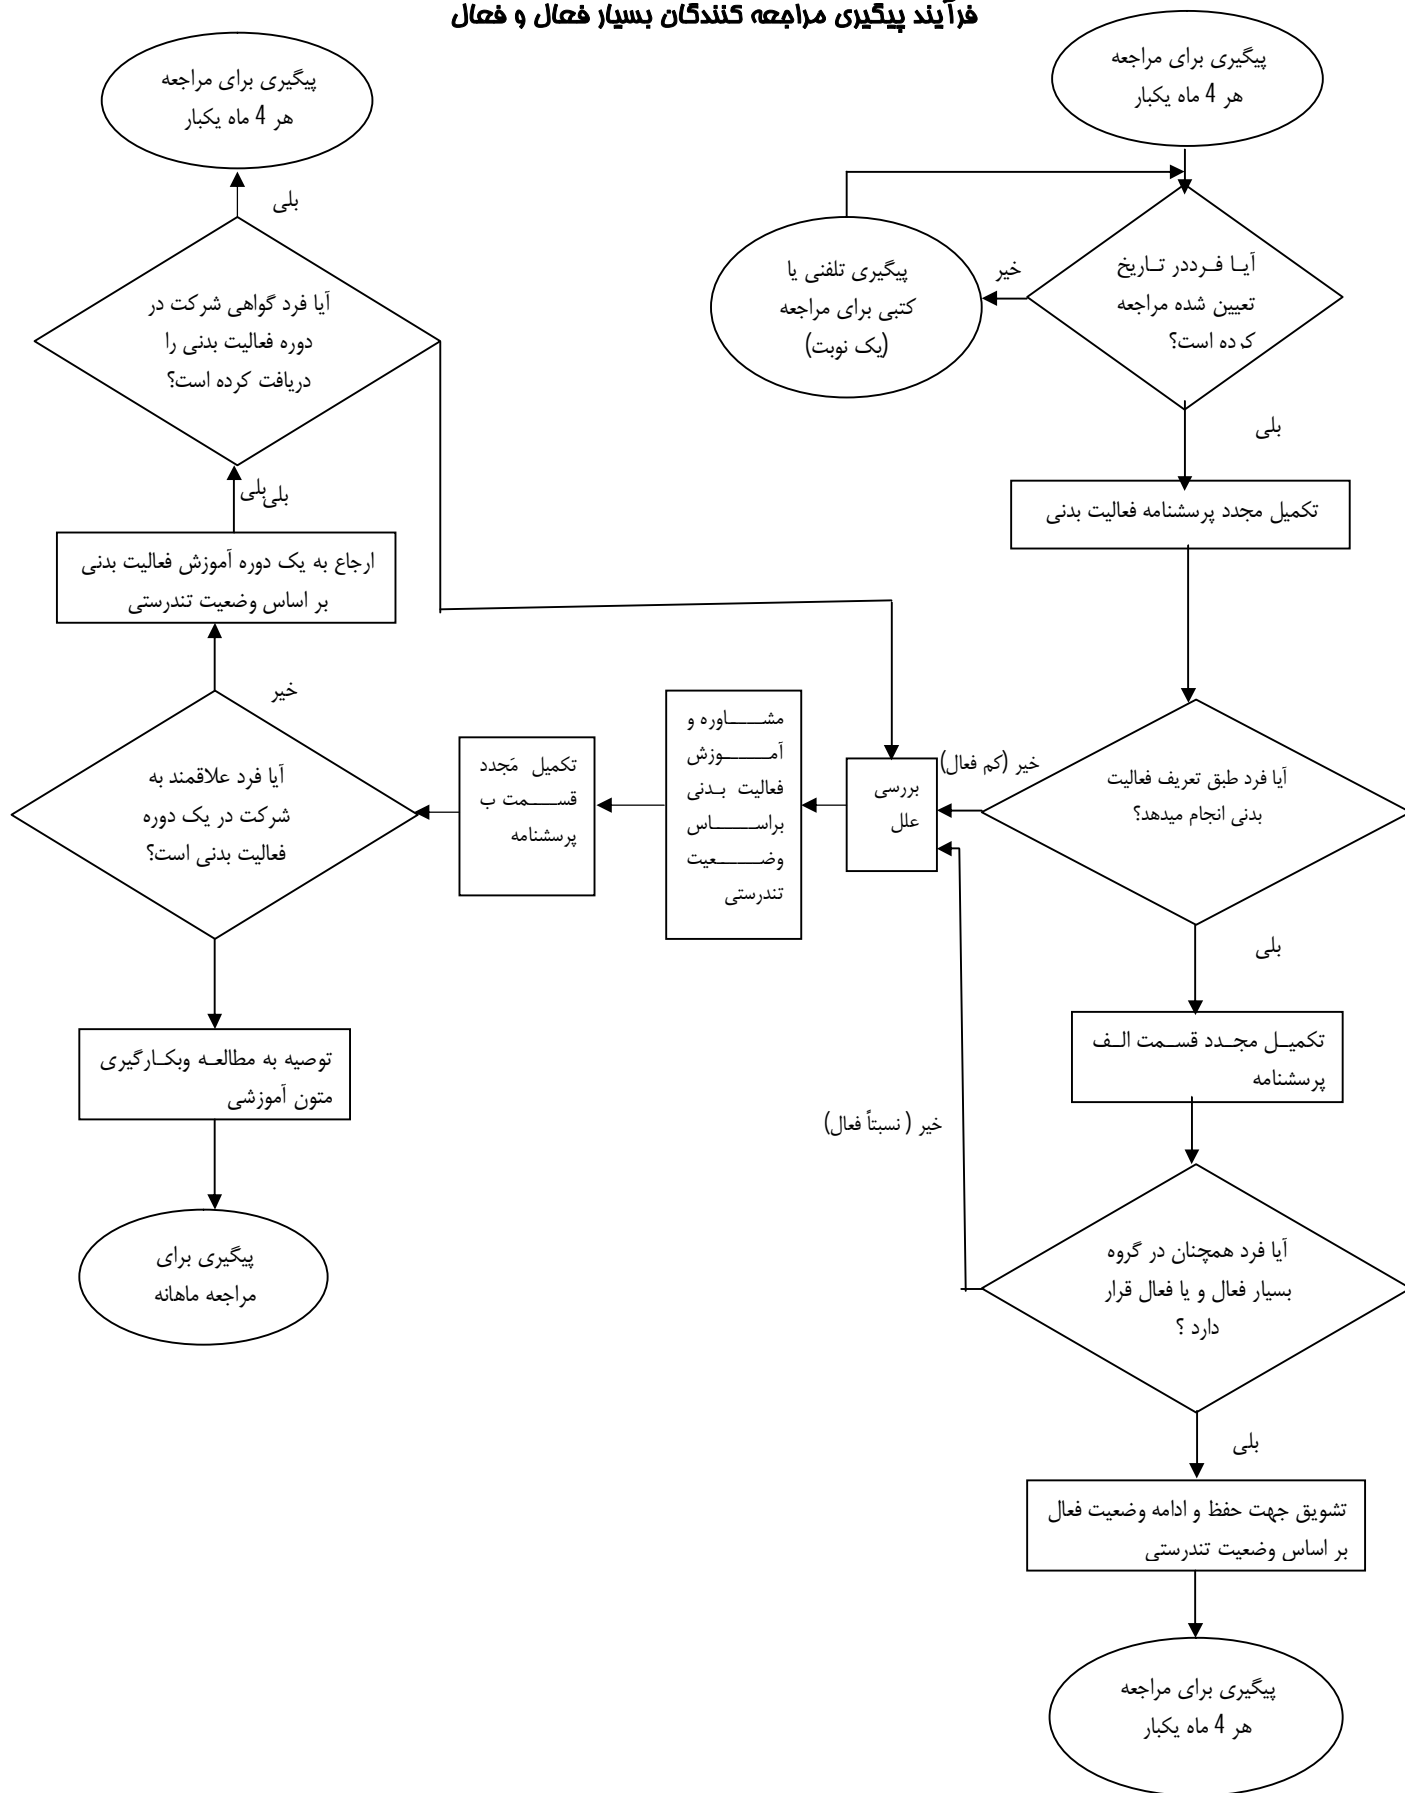 فرآیند پیگیری مراجعه کنندگان بسیار فعال و فعال
پیگیری برای مراجعه
هر 4 ماه یکبار
آیـا فـرددر تـاریخ
تعیین شده مراجعه
کرده است؟
خیر
پیگیری تلفنی یا
کتبی برای مراجعه
(یک نوبت)
بلی
تکمیل مجدد پرسشنامه فعالیت بدنی
آیا فرد طبق تعریف فعالیت
بدنی انجام میدهد؟
خیر (کم فعال)
بلی
تکمیـل مجـدد قسـمت الـف
پرسشنامه
آیا فرد همچنان در گروه
بسیار فعال و یا فعال قرار
دارد ؟
خیر ( نسبتاً فعال)
بلی
تشویق جهت حفظ و ادامه وضعیت فعال
بر اساس وضعیت تندرستی
پیگیری برای مراجعه
هر 4 ماه یکبار
بررسی
علل
مشـــــاوره و
آمـــــوزش
فعالیت بـدنی
براســـــاس
وضـــــعیت
تندرستی
تکمیل مَجدد
قســـمت ب
پرسشنامه
آیا فرد علاقمند به
شرکت در یک دوره
فعالیت بدنی است؟
خیر
ارجاع به یک دوره آموزش فعالیت بدنی
بر اساس وضعیت تندرستی
بلی
بلی
آیا فرد گواهی شرکت در
دوره فعالیت بدنی را
دریافت کرده است؟
بلی
پیگیری برای مراجعه
هر 4 ماه یکبار
توصیه به مطالعـه وبکـارگیری
متون آموزشی
پیگیری برای
مراجعه ماهانه